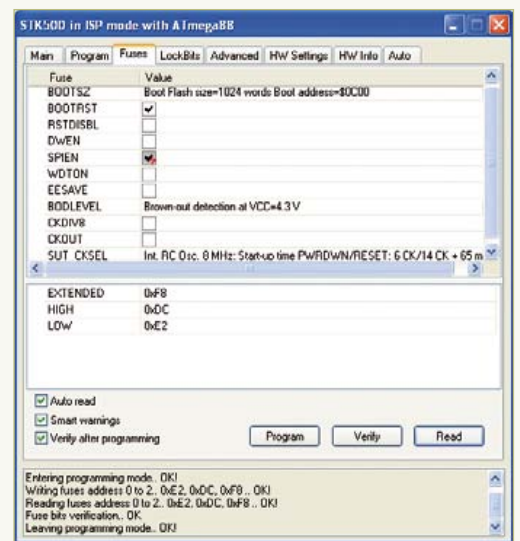 STK500 in ISP mode with ATmega88
Main Program Fuses LockBits Advanced HW Settings HW Info Auto
Fuse Value
BOOTSZ Boot Flash size=1024 words Boot address=$0C00
BOOTRST
RSTDISBL
DWEN
SPIEN
WDTON
EESAVE
BODLEVEL Brown-out detection at VCC=4.3 V
CKDIV8
CKOUT
SUT_CKSEL Int. RC Osc. 8 MHz; Start-up time PWRDWN/RESET: 6 CK/14 CK + 65 m
EXTENDED 0xF8
HIGH 0xDC
LOW 0xE2
Auto read
Smart warnings
Verify after programming
Program Verify Read
Entering programming mode.. OK!
Writing fuses address 0 to 2.. 0xE2, 0xDC, 0xF8 .. OK!
Reading fuses address 0 to 2.. 0xE2, 0xDC, 0xF8 .. OK!
Fuse bits verification.. OK
Leaving programming mode.. OK!